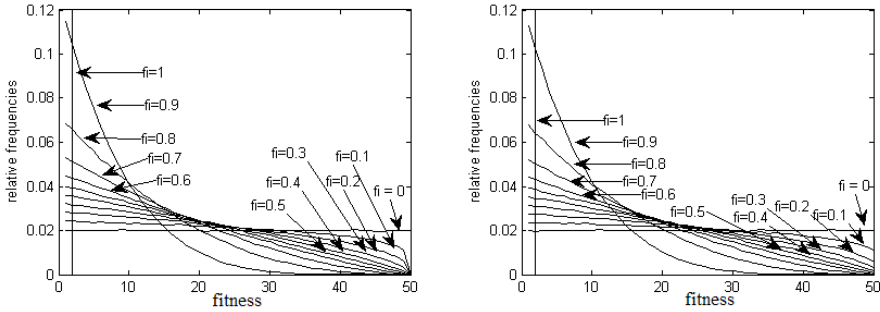 0.12
0.1
0.08
0.06
0.04
0.02
0
relative frequencies
fi=1
fi=0.9
fi=0.8
fi=0.7
fi=0.6
fi=0.3
fi=0.1
fi=0.4
fi=0.2
fi=0.5
fi = 0
0 10 20 30 40 50
fitness
0.12
0.1
0.08
0.06
0.04
0.02
0
relative frequencies
fi=1
fi=0.9
fi=0.8
fi=0.7
fi=0.6
fi = 0
fi=0.3
fi=0.2
fi=0.5
fi=0.4
fi=0.1
0 10 20 30 40 50
fitness